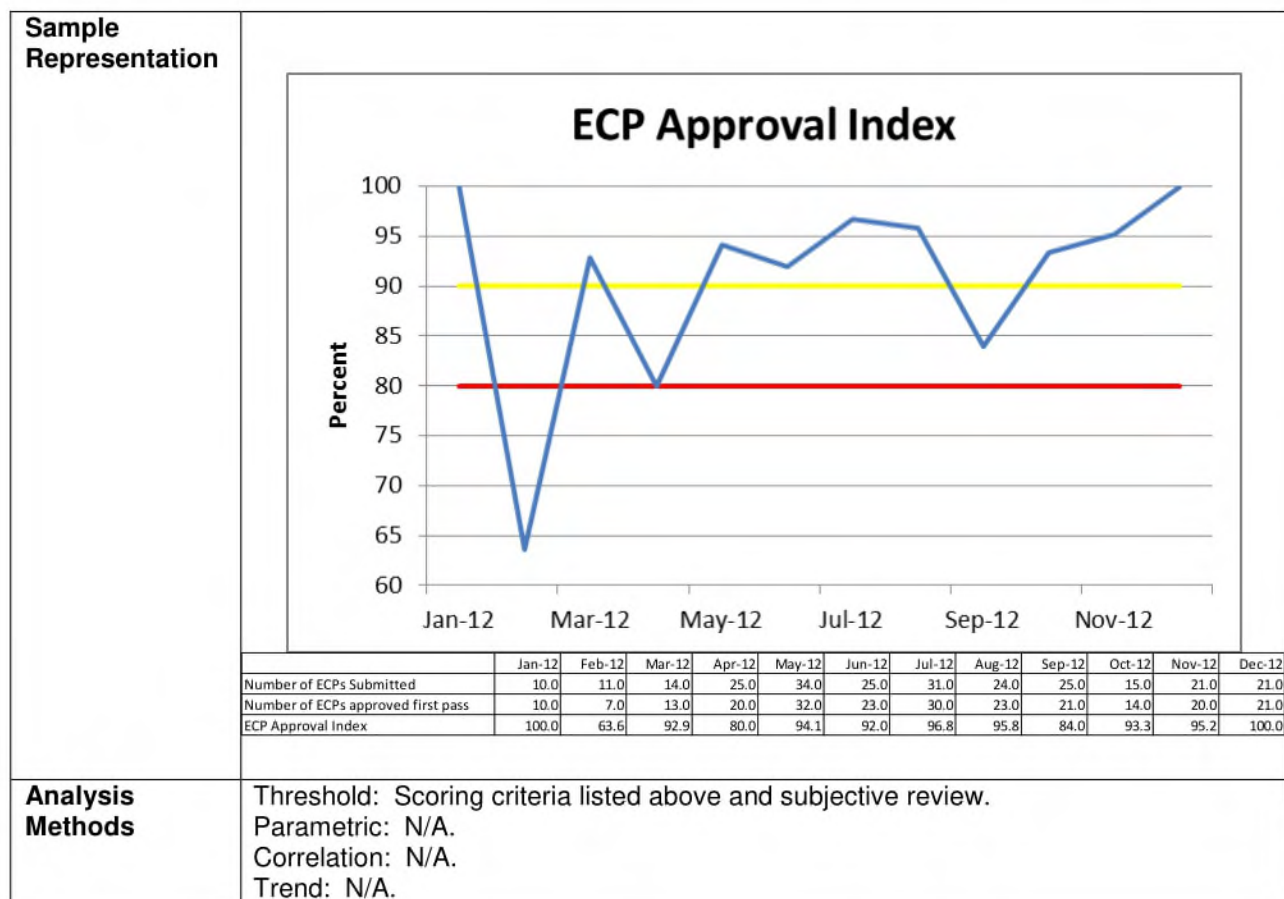 Sample
Representation
ECP Approval Index
Percent
100
95
90
85
80
75
70
65
60
Jan-12 Mar-12 May-12 Jul-12 Sep-12 Nov-12
Jan-12 Feb-12 Mar-12 Apr-12 May-12 Jun-12 Jul-12 Aug-12 Sep-12 Oct-12 Nov-12 Dec-12
Number of ECPs Submitted 10.0 11.0 14.0 25.0 34.0 25.0 31.0 24.0 25.0 15.0 21.0 21.0
Number of ECPs approved first pass 10.0 7.0 13.0 20.0 32.0 23.0 30.0 23.0 21.0 14.0 20.0 21.0
ECP Approval Index 100.0 63.6 92.9 80.0 94.1 92.0 96.8 95.8 84.0 93.3 95.2 100.0
Analysis
Methods
Threshold: Scoring criteria listed above and subjective review.
Parametric: N/A.
Correlation: N/A.
Trend: N/A.